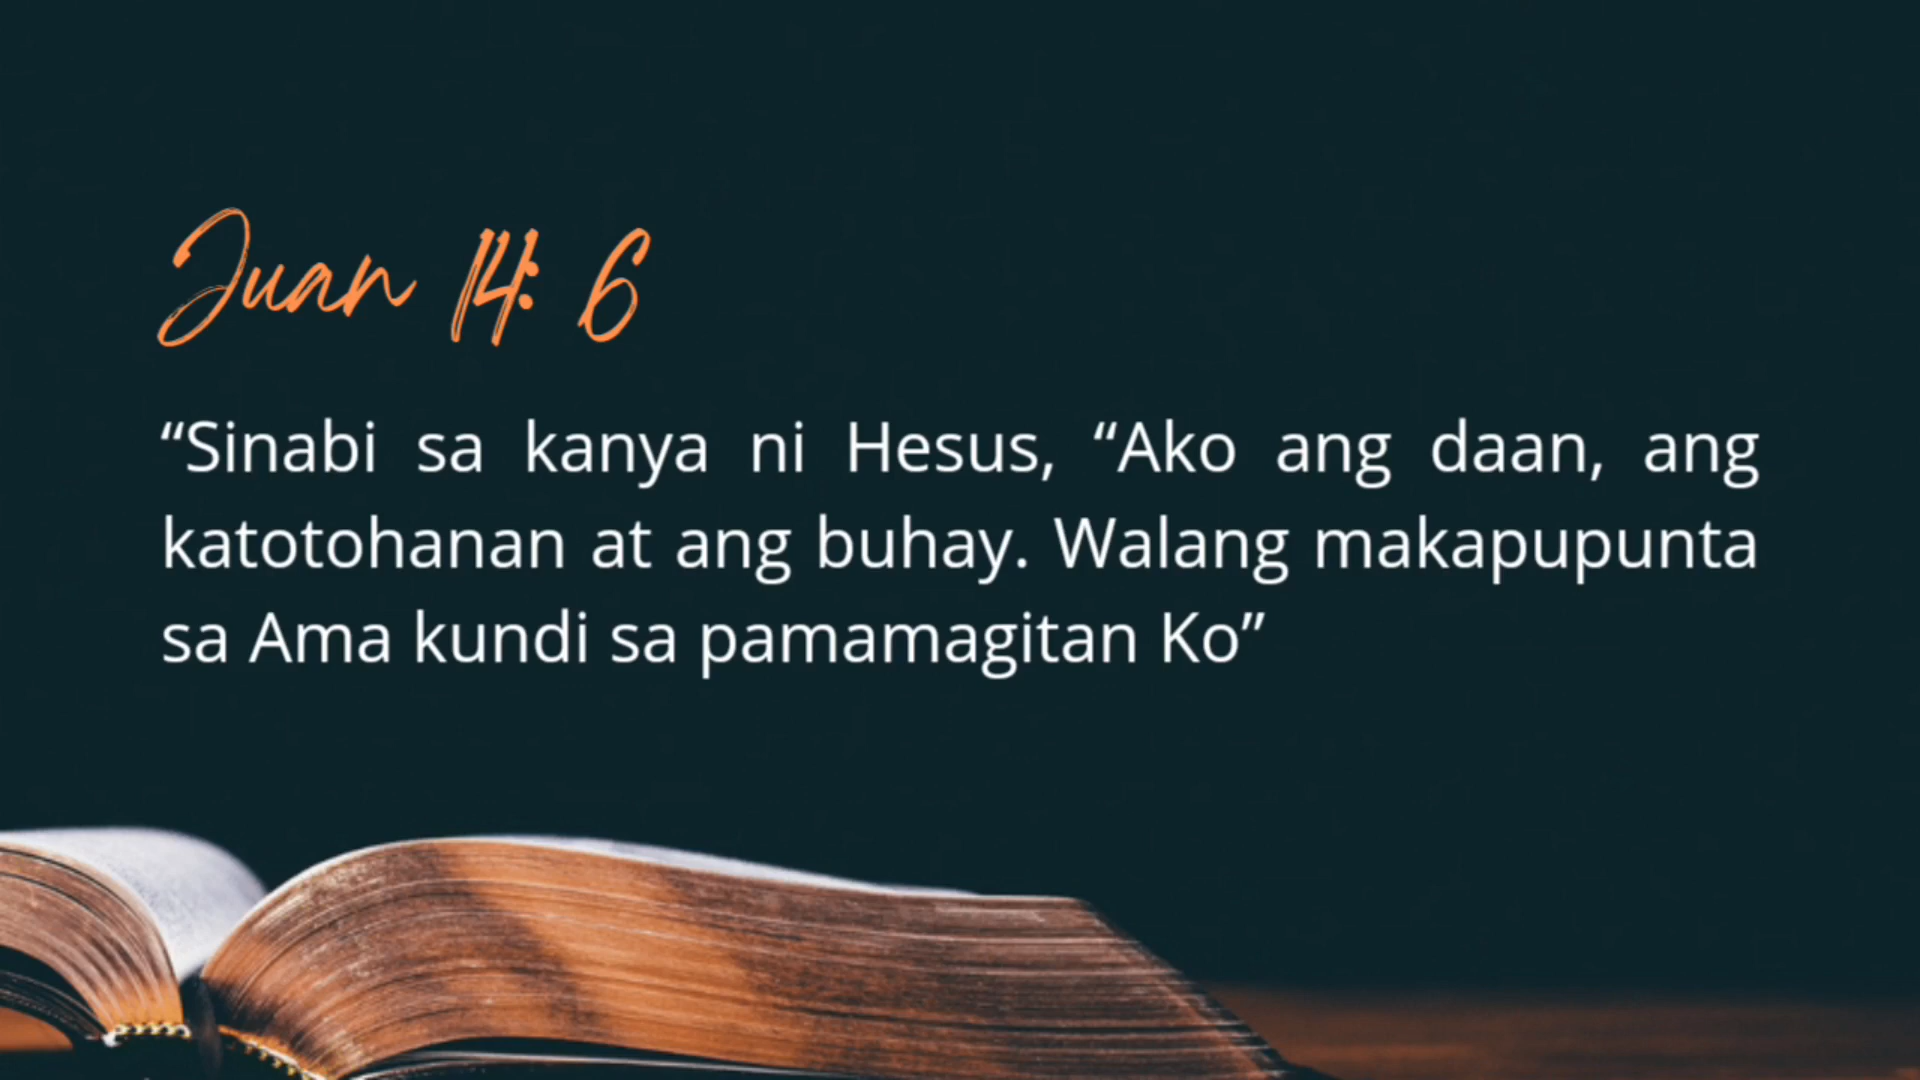 Juan 14: 6
“Sinabi sa kanya ni Hesus, “Ako ang daan, ang
katotohanan at ang buhay. Walang makapupunta
sa Ama kundi sa pamamagitan Ko”